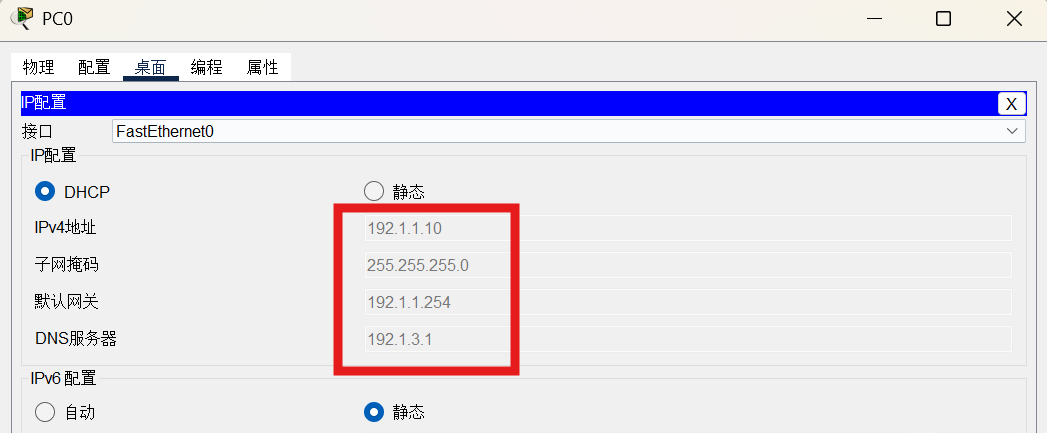 PC0
物理 配置 桌面 编程 属性
IP配置 X
接口 FastEthernet0
IP配置
DHCP 静态
IPv4地址 192.1.1.10
子网掩码 255.255.255.0
默认网关 192.1.1.254
DNS服务器 192.1.3.1
IPv6 配置
自动 静态